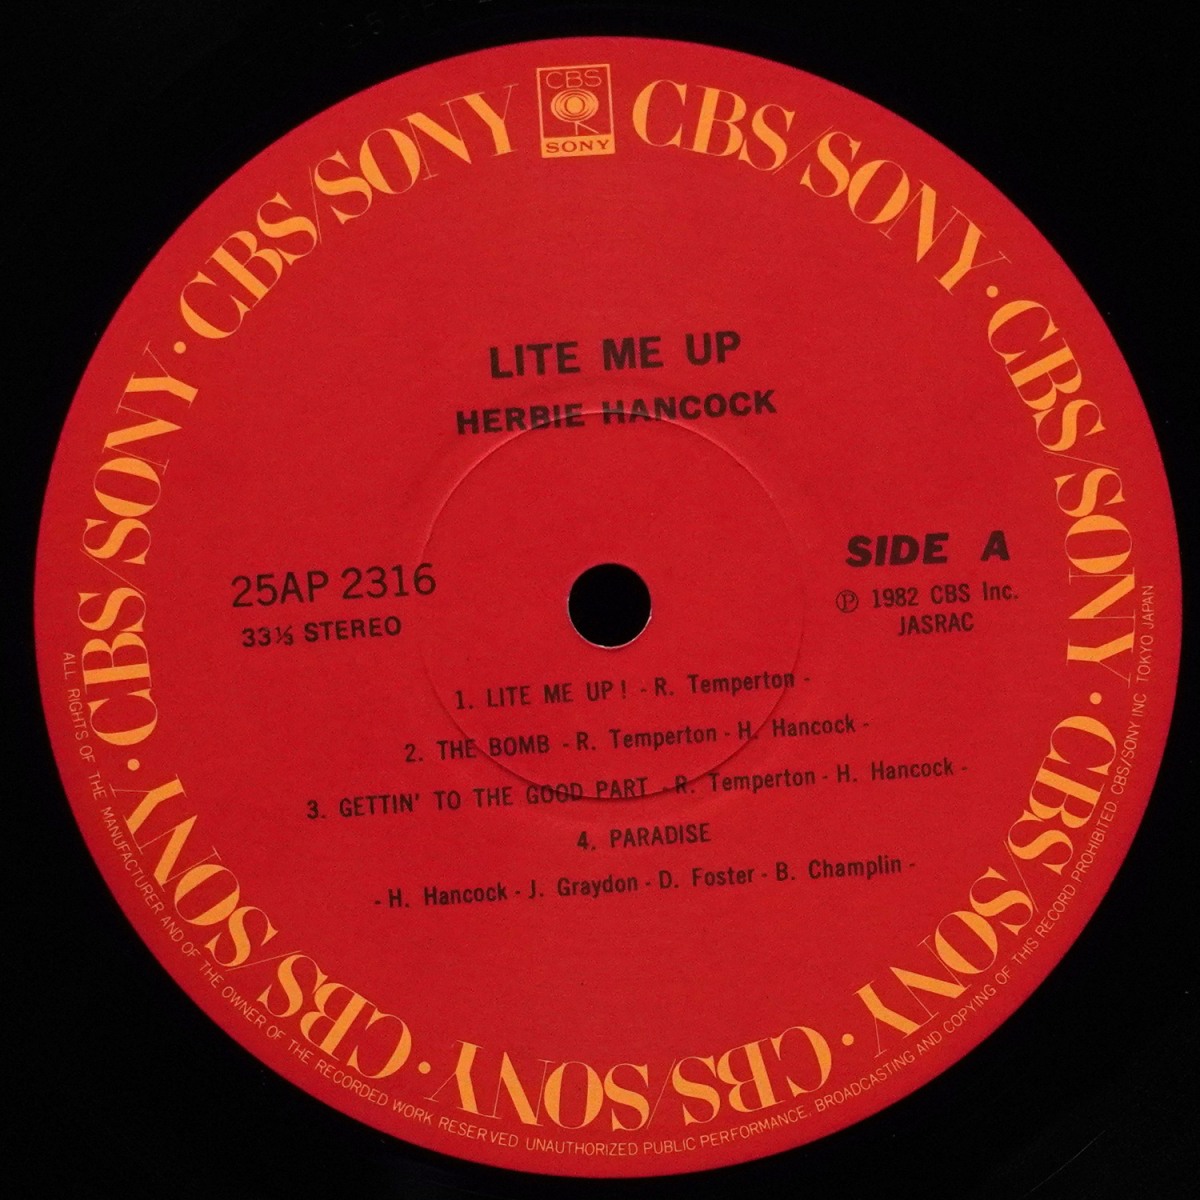 CBS
SONY
CBS/SONY · CBS/SONY · CBS/SONY · CBS/SONY · CBS/SONY · CBS/SONY · CBS/SONY
LITE ME UP
HERBIE HANCOCK
25AP 2316
33⅓ STEREO
SIDE A
Ⓟ 1982 CBS Inc.
JASRAC
1. LITE ME UP! - R. Temperton -
2. THE BOMB - R. Temperton - H. Hancock -
3. GETTIN' TO THE GOOD PART - R. Temperton - H. Hancock -
4. PARADISE
- H. Hancock - J. Graydon - D. Foster - B. Champlin -
ALL RIGHTS OF THE MANUFACTURER AND OF THE OWNER OF THE RECORDED WORK RESERVED UNAUTHORIZED PUBLIC PERFORMANCE, BROADCASTING AND COPYING OF THIS RECORD PROHIBITED CBS/SONY INC TOKYO JAPAN